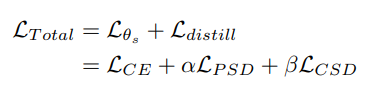 ℒ_{Total} = ℒ_{θ_s} + ℒ_{distill}
= ℒ_{CE} + αℒ_{PSD} + βℒ_{CSD}